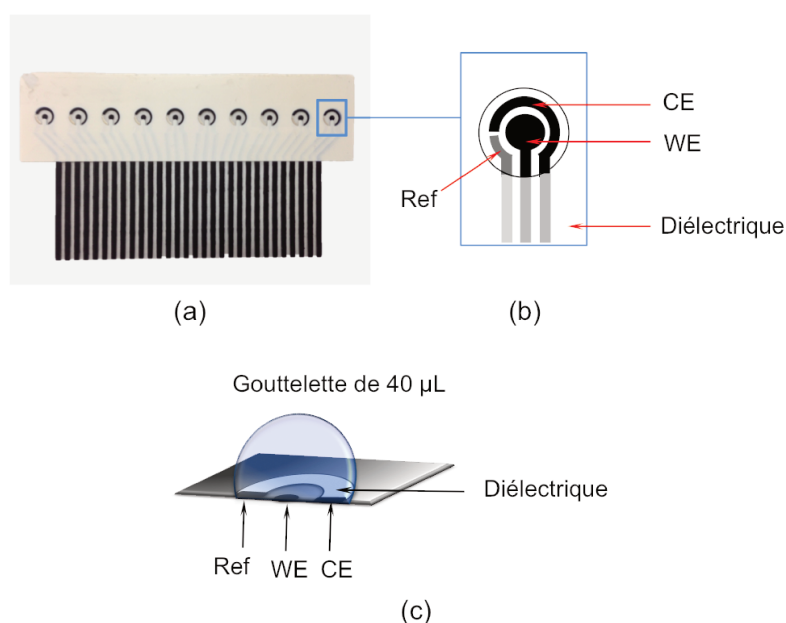 CE
WE
Ref
Diélectrique
(a)
(b)
Gouttelette de 40 µL
Diélectrique
Ref WE CE
(c)